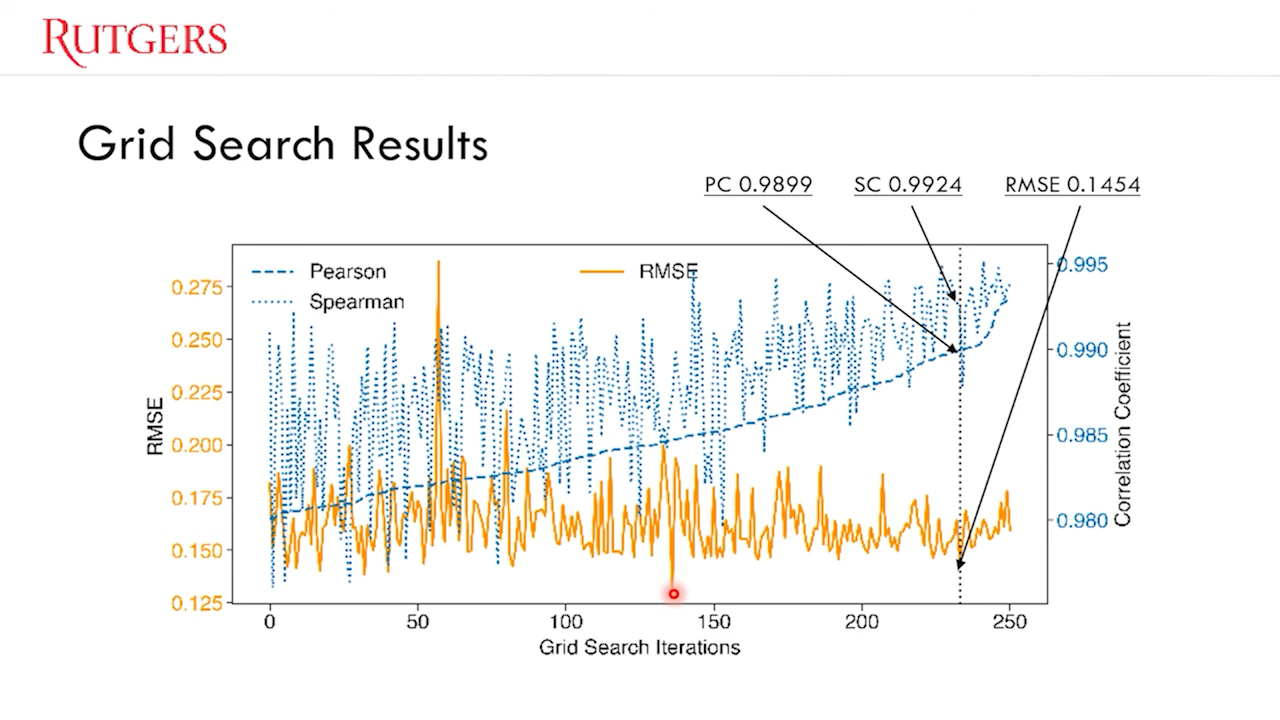 RUTGERS
Grid Search Results
PC 0.9899 SC 0.9924 RMSE 0.1454
Pearson RMSE
Spearman
0.275
0.250
0.225
0.200
0.175
0.150
0.125
RMSE
0.995
0.990
0.985
0.980
Correlation Coefficient
0 50 100 150 200 250
Grid Search Iterations